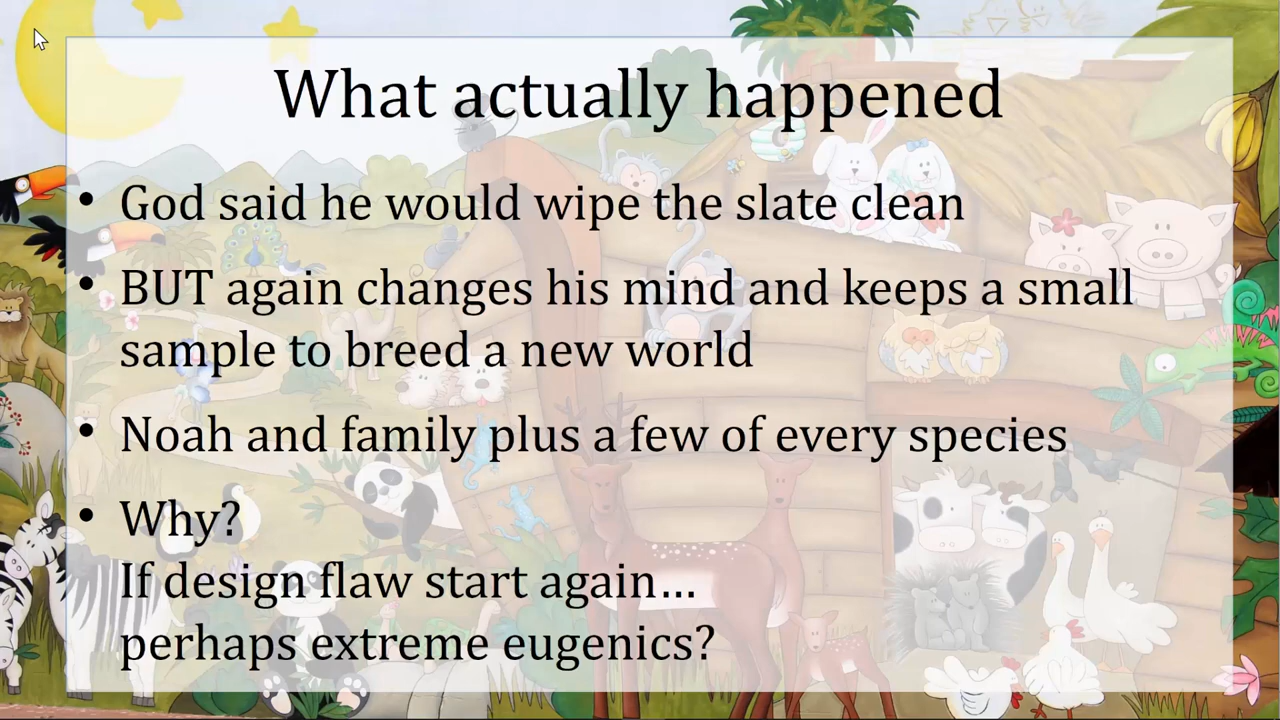 What actually happened
• God said he would wipe the slate clean
• BUT again changes his mind and keeps a small
sample to breed a new world
• Noah and family plus a few of every species
• Why?
If design flaw start again…
perhaps extreme eugenics?